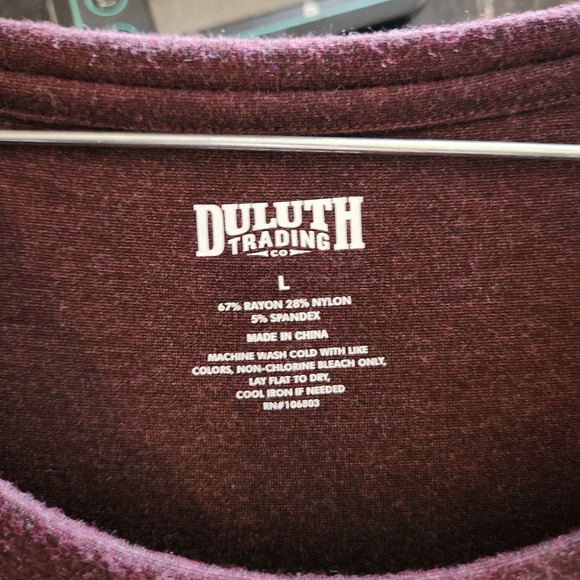 DULUTH
TRADING
CO
L
67% RAYON 28% NYLON
5% SPANDEX
MADE IN CHINA
MACHINE WASH COLD WITH LIKE
COLORS, NON-CHLORINE BLEACH ONLY,
LAY FLAT TO DRY,
COOL IRON IF NEEDED
RN#106803